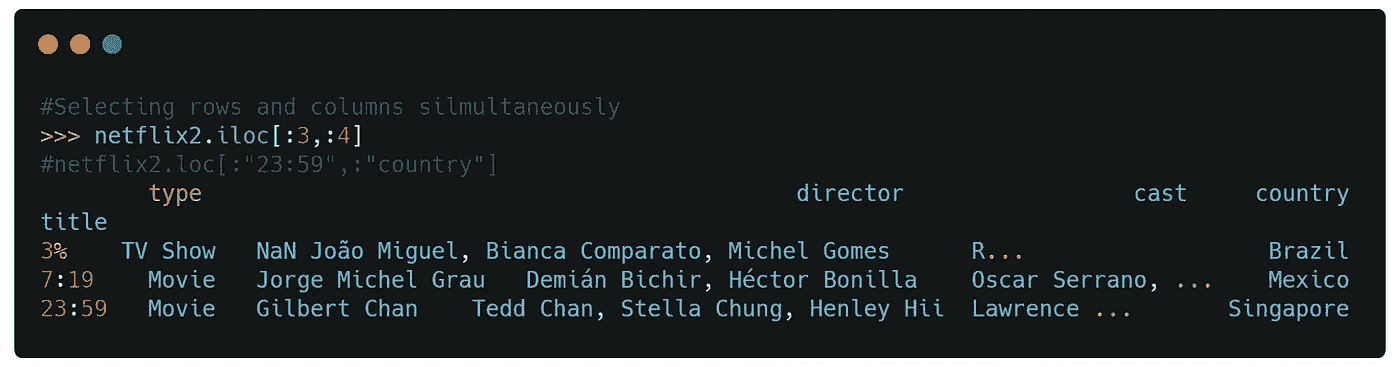 #Selecting rows and columns silmultaneously
>>> netflix2.iloc[:3,:4]
#netflix2.loc[:"23:59",:"country"]
type director cast country
title
3% TV Show NaN João Miguel, Bianca Comparato, Michel Gomes R... Brazil
7:19 Movie Jorge Michel Grau Demián Bichir, Héctor Bonilla Oscar Serrano, ... Mexico
23:59 Movie Gilbert Chan Tedd Chan, Stella Chung, Henley Hii Lawrence ... Singapore